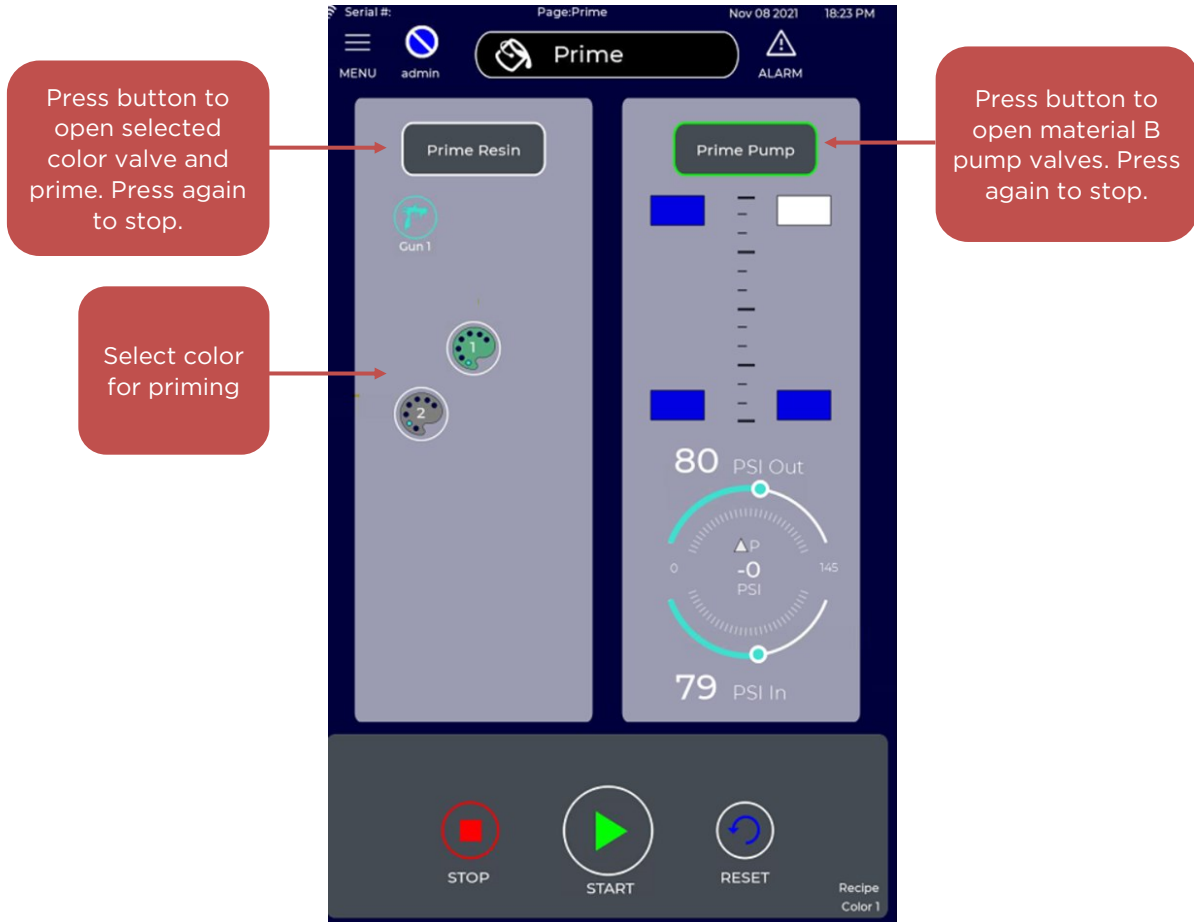 Serial #:
Page:Prime
Nov 08 2021
18:23 PM
MENU
admin
Prime
ALARM
Press button to
open selected
color valve and
prime. Press again
to stop.
Prime Resin
Prime Pump
Press button to
open material B
pump valves. Press
again to stop.
Gun 1
Select color
for priming
1
2
80 PSI Out
△P
0
-0
145
PSI
79 PSI In
STOP
START
RESET
Recipe
Color 1